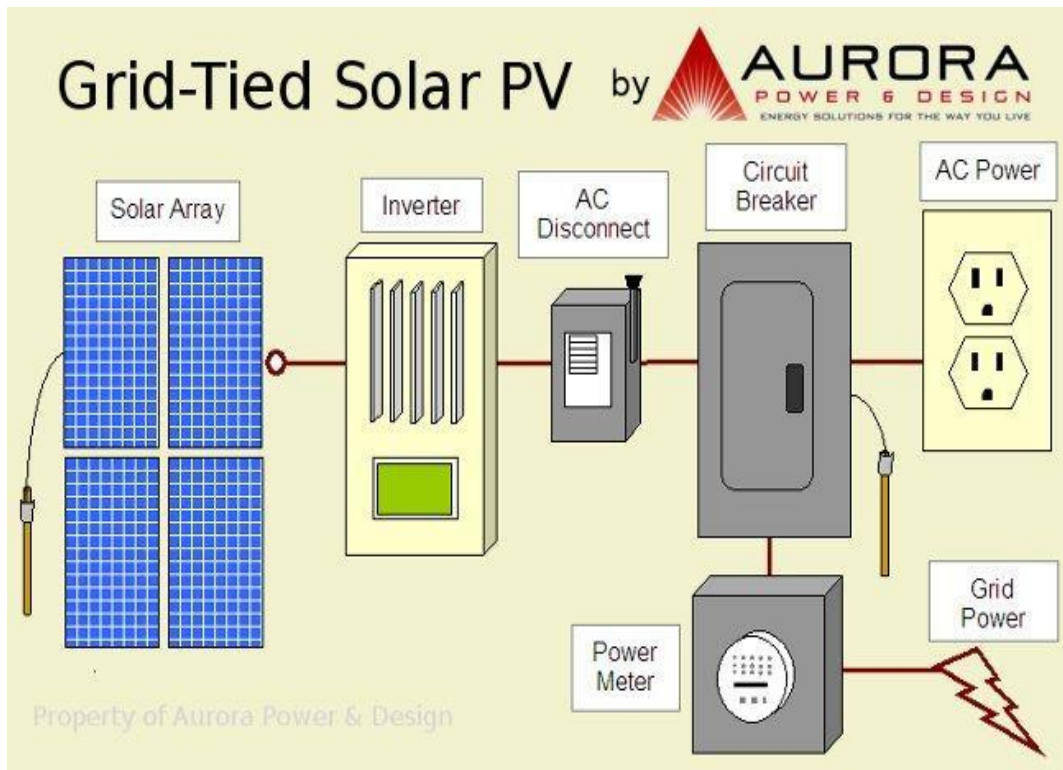 Grid-Tied Solar PV by
AURORA
POWER & DESIGN
ENERGY SOLUTIONS FOR THE WAY YOU LIVE
Solar Array
Inverter
AC
Disconnect
Circuit
Breaker
AC Power
Grid
Power
Power
Meter
Property of Aurora Power & Design